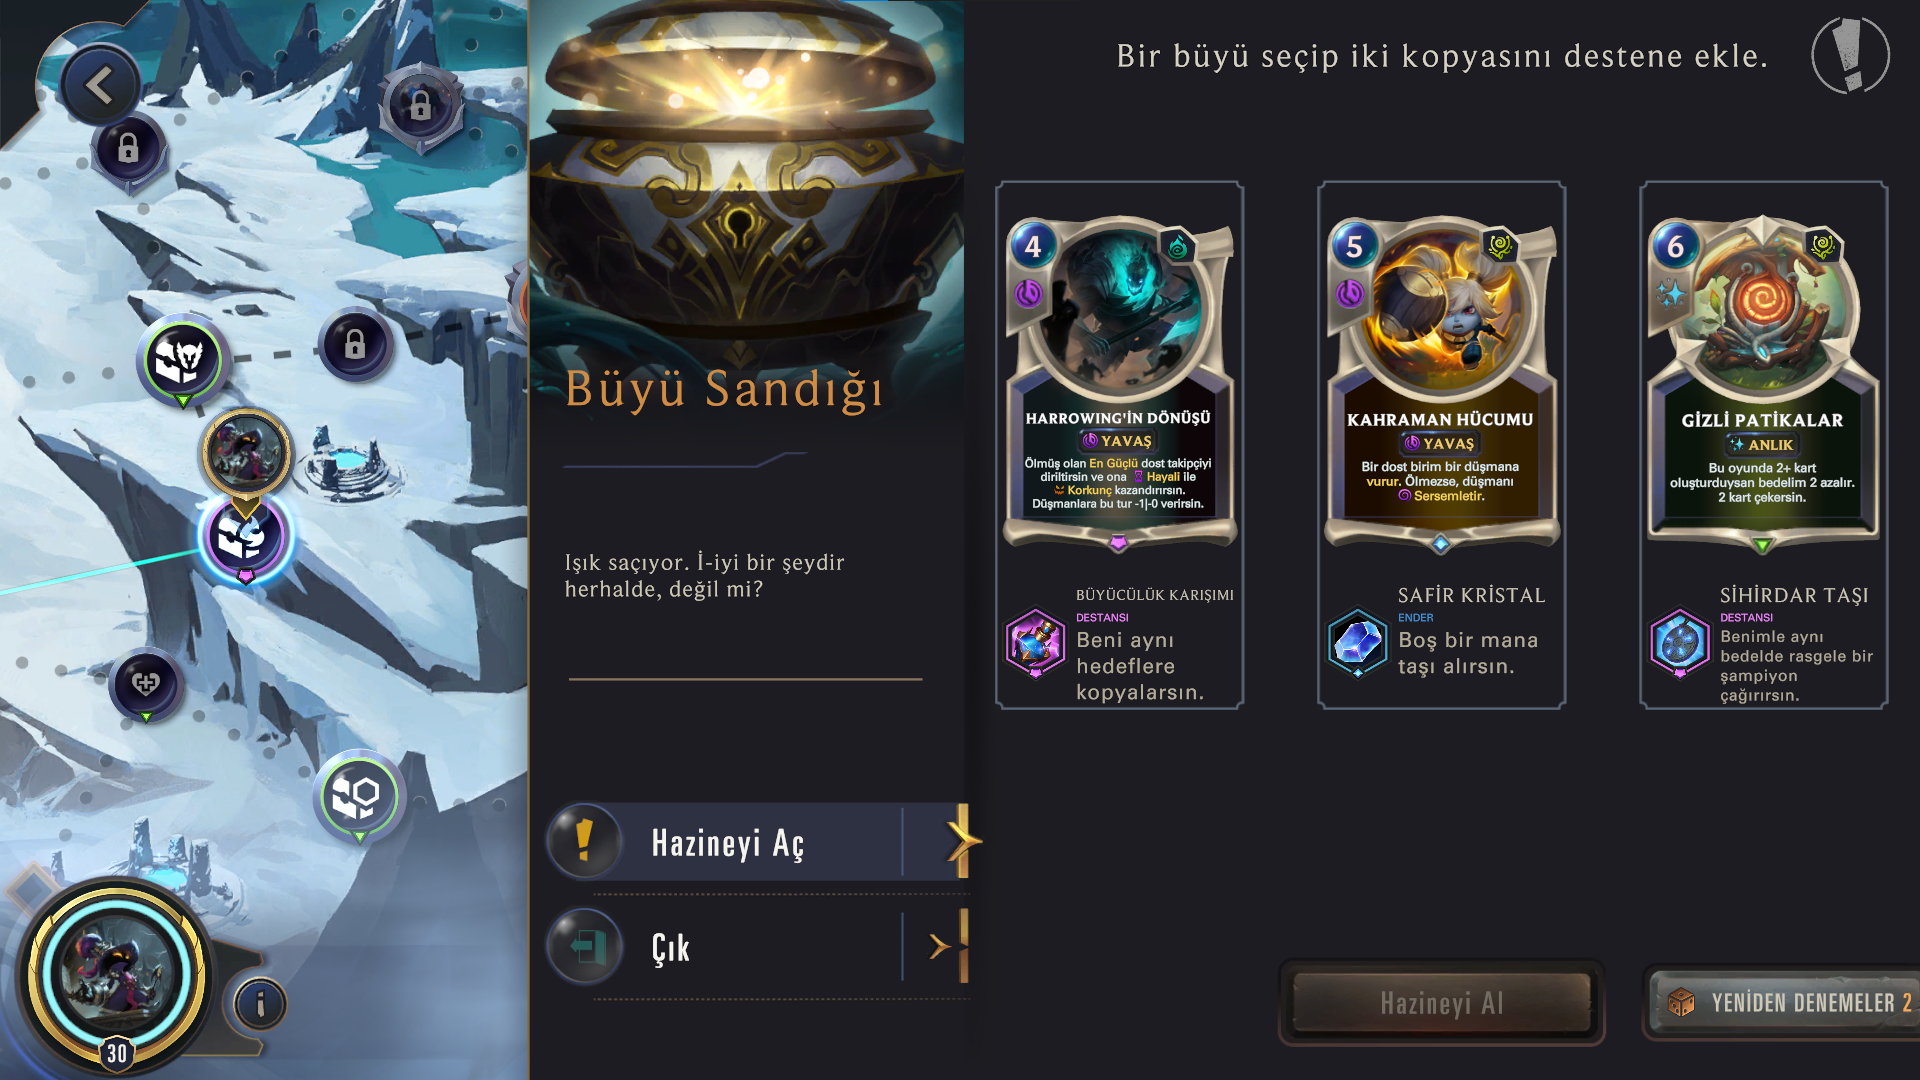 Bir büyü seçip iki kopyasını destene ekle.
Büyü Sandığı
Işık saçıyor. İ-iyi bir şeydir
herhalde, değil mi?
Hazineyi Aç
Çık
30
4
HARROWING'İN DÖNÜŞÜ
YAVAŞ
Ölmüş olan En Güçlü dost takipçiyi
diriltirsin ve ona Hayali ile
Korkunç kazandırırsın.
Düşmanlara bu tur -1|-0 verirsin.
BÜYÜCÜLÜK KARIŞIMI
DESTANSI
Beni aynı
hedeflere
kopyalarsın.
5
KAHRAMAN HÜCUMU
YAVAŞ
Bir dost birim bir düşmana
vurur. Ölmezse, düşmanı
Sersemletir.
SAFİR KRİSTAL
ENDER
Boş bir mana
taşı alırsın.
6
GİZLİ PATİKALAR
ANLIK
Bu oyunda 2+ kart
oluşturduysan bedelim 2 azalır.
2 kart çekersin.
SİHİRDAR TAŞI
DESTANSI
Benimle aynı
bedelde rasgele bir
şampiyon
çağırırsın.
Hazineyi Al
YENİDEN DENEMELER 2